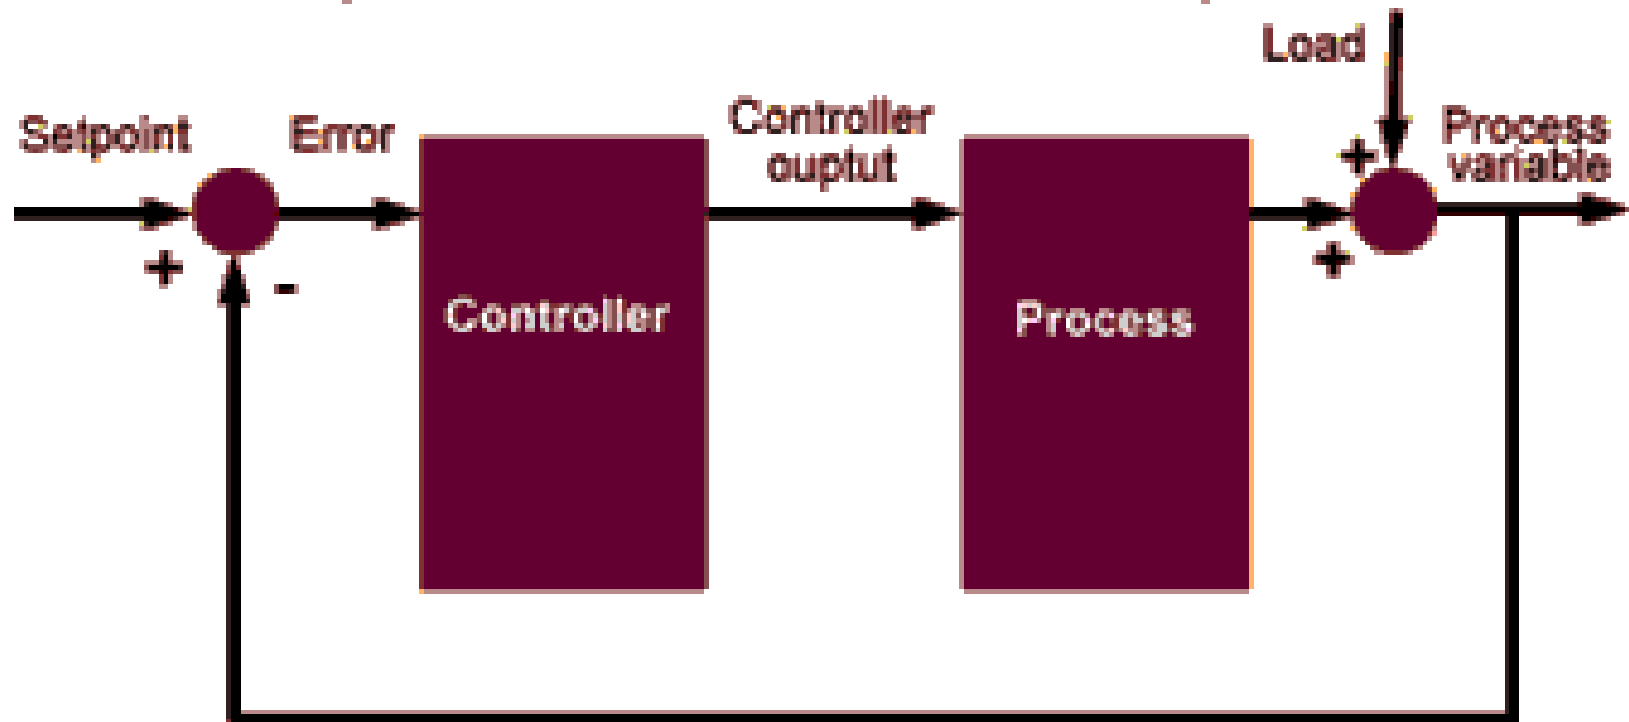 Load
Setpoint
Error
Controller
ouptut
Process
variable
+
+
-
+
Controller
Process